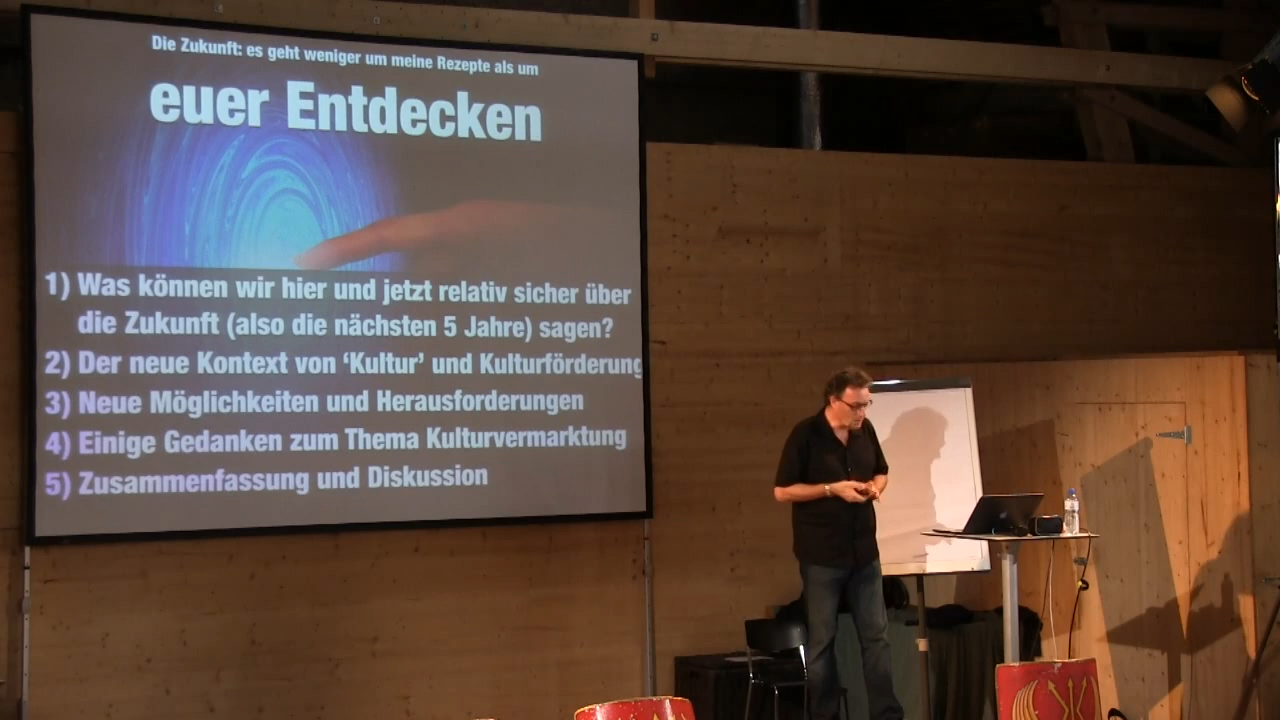 Die Zukunft: es geht weniger um meine Rezepte als um
euer Entdecken
1) Was können wir hier und jetzt relativ sicher über
die Zukunft (also die nächsten 5 Jahre) sagen?
2) Der neue Kontext von ‘Kultur’ und Kulturförderung
3) Neue Möglichkeiten und Herausforderungen
4) Einige Gedanken zum Thema Kulturvermarktung
5) Zusammenfassung und Diskussion